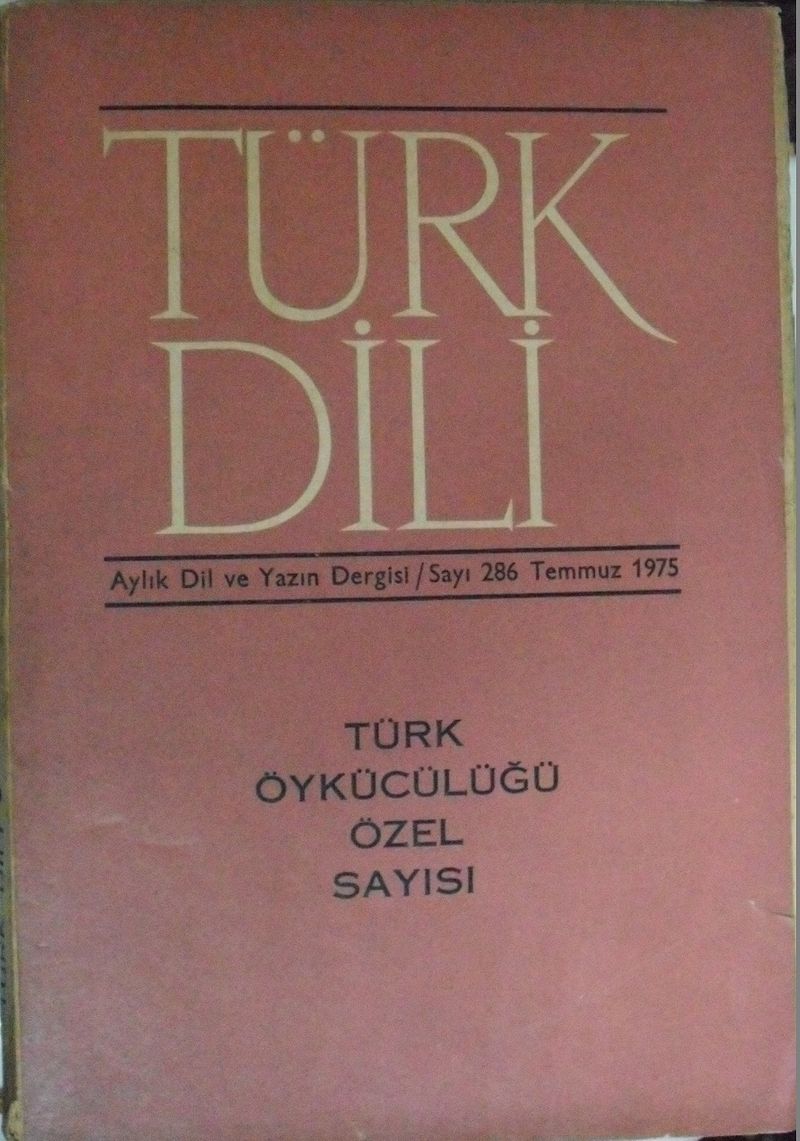 TÜRK
DİLİ
Aylık Dil ve Yazın Dergisi / Sayı 286 Temmuz 1975
TÜRK
ÖYKÜCÜLÜĞÜ
ÖZEL
SAYISI